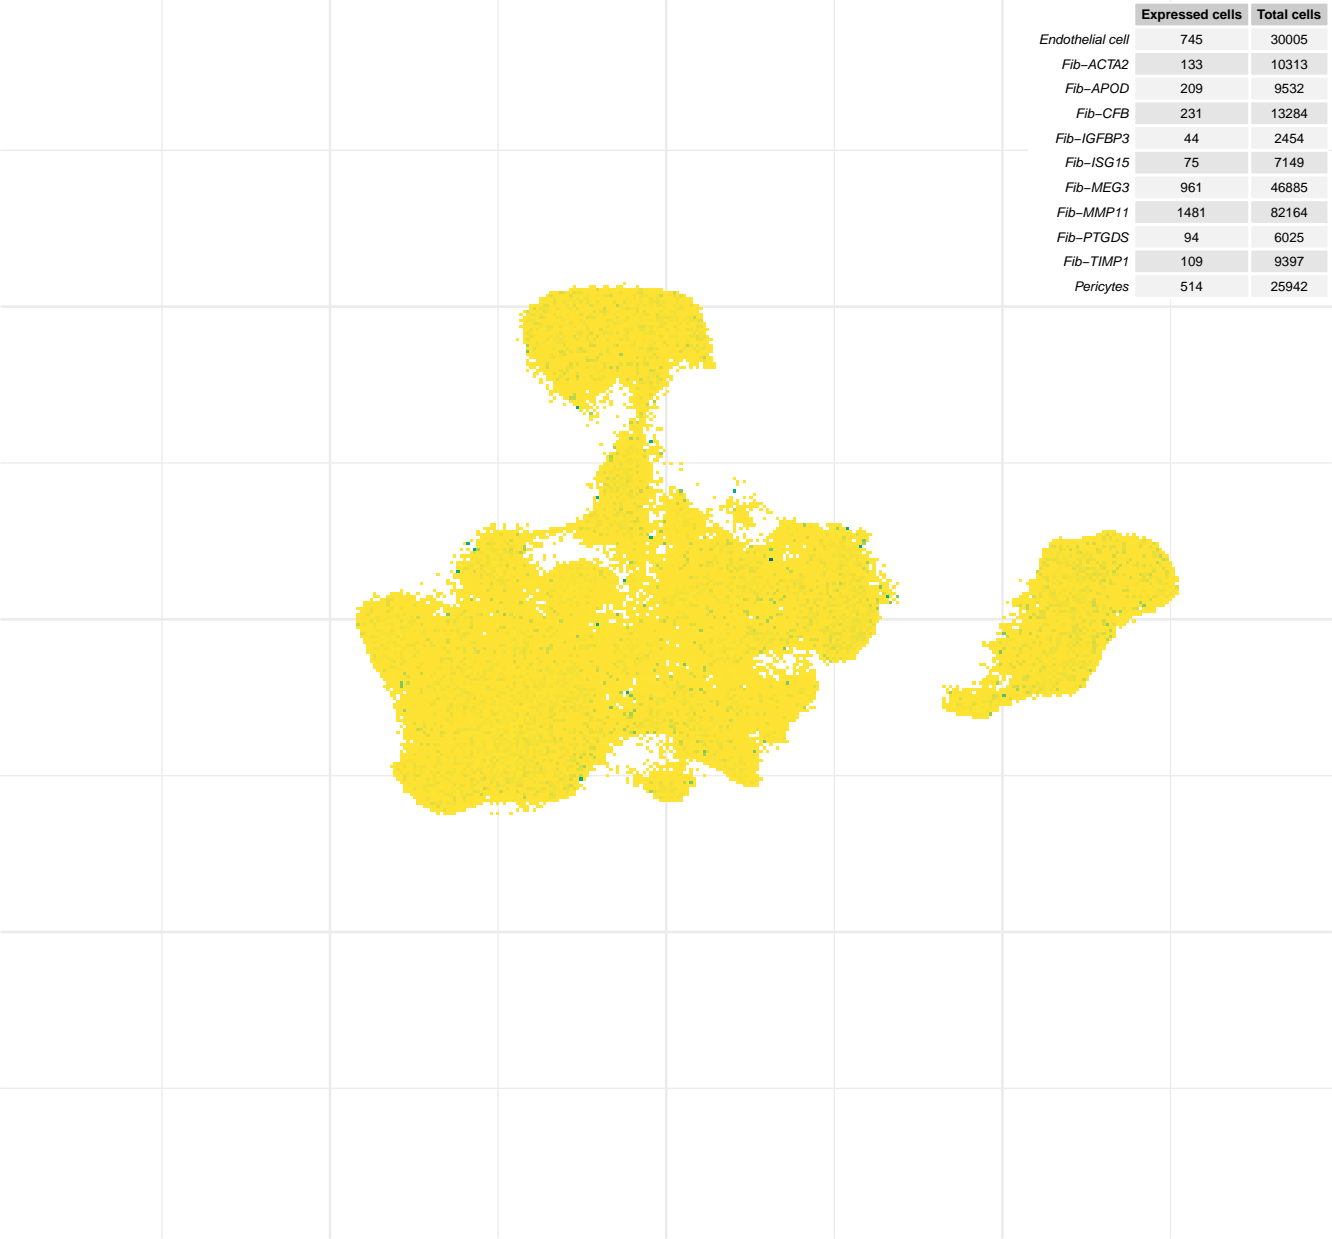 Expressed cells Total cells
Endothelial cell 745 30005
Fib−ACTA2 133 10313
Fib−APOD 209 9532
Fib−CFB 231 13284
Fib−IGFBP3 44 2454
Fib−ISG15 75 7149
Fib−MEG3 961 46885
Fib−MMP11 1481 82164
Fib−PTGDS 94 6025
Fib−TIMP1 109 9397
Pericytes 514 25942